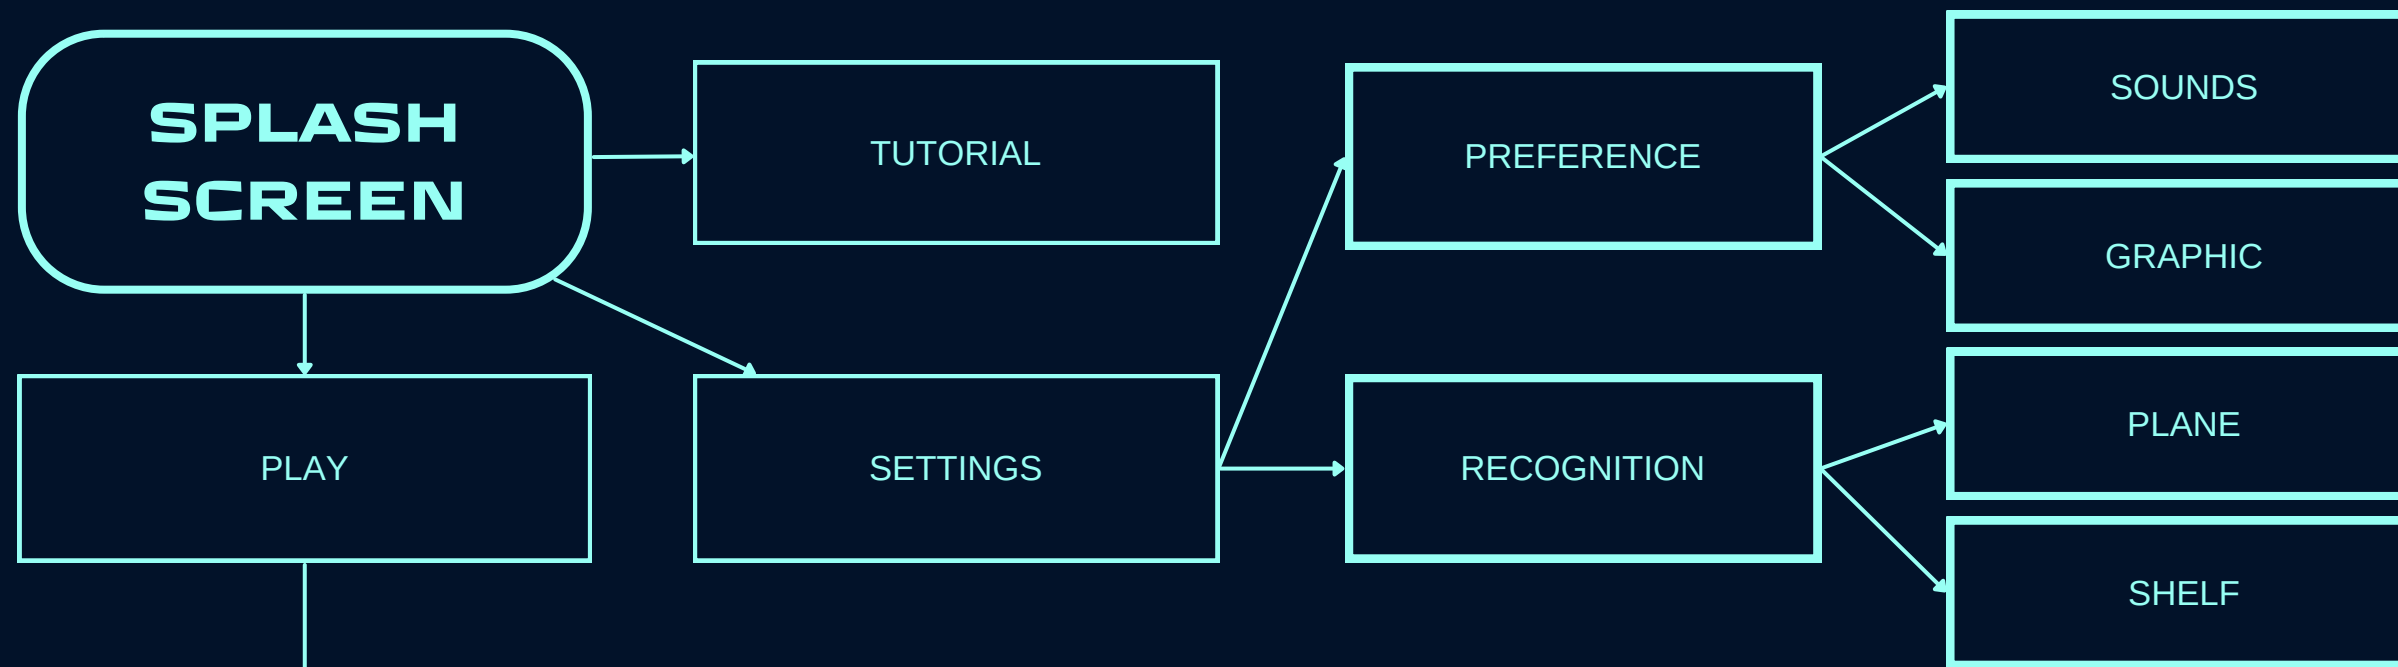 SPLASH
SCREEN
TUTORIAL
PREFERENCE
SOUNDS
GRAPHIC
PLAY
SETTINGS
RECOGNITION
PLANE
SHELF